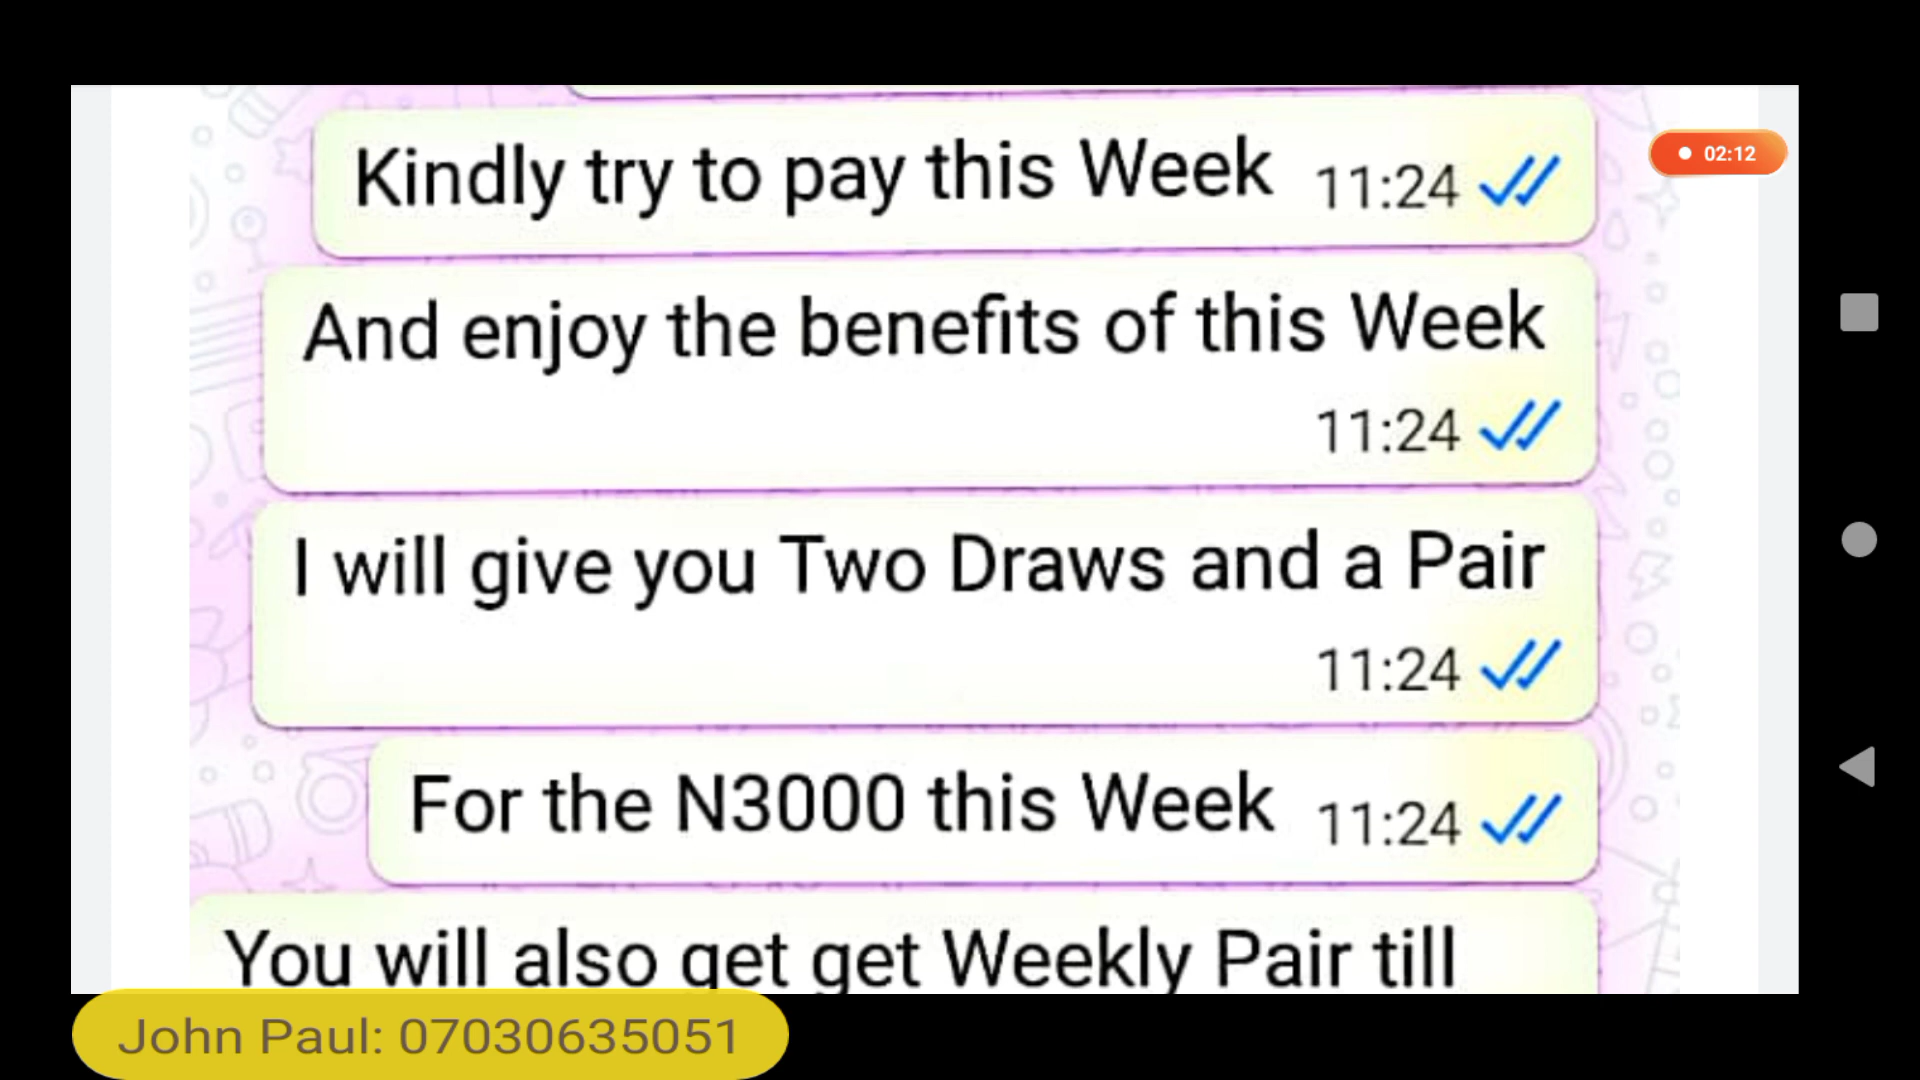 Kindly try to pay this Week 11:24
02:12
And enjoy the benefits of this Week
11:24
I will give you Two Draws and a Pair
11:24
For the N3000 this Week 11:24
You will also get get Weekly Pair till
John Paul: 07030635051